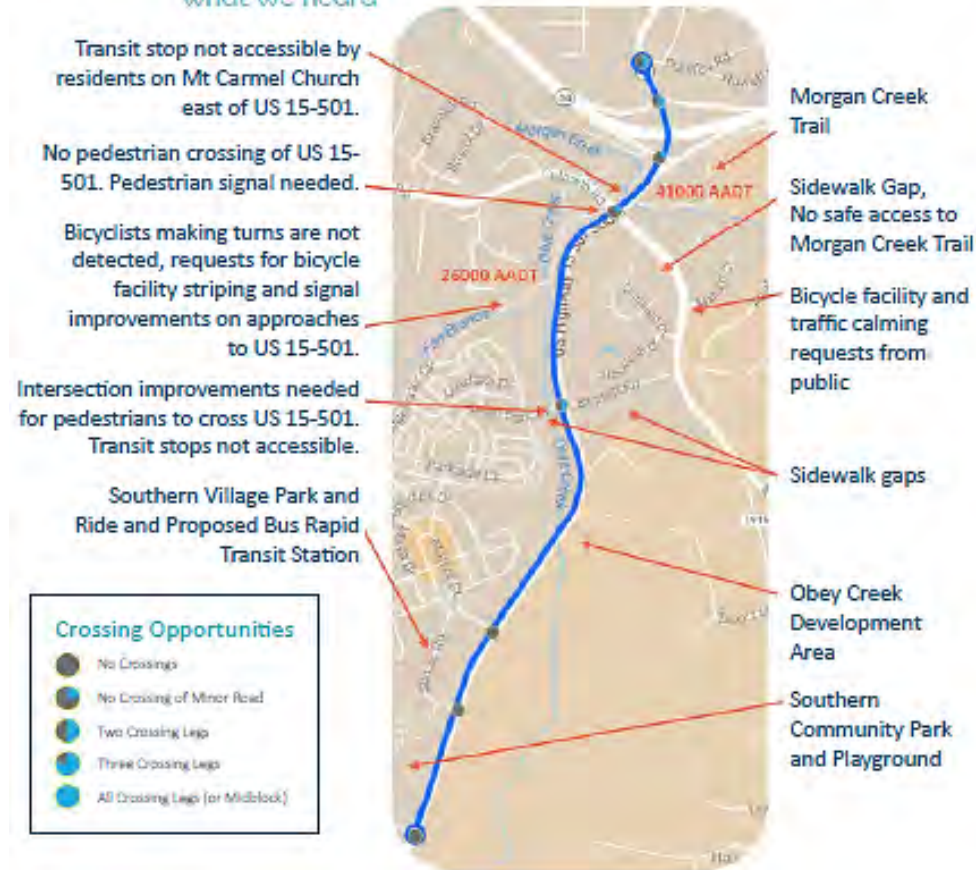 what we heard
Transit stop not accessible by
residents on Mt Carmel Church
east of US 15-501.
No pedestrian crossing of US 15-
501. Pedestrian signal needed.
Bicyclists making turns are not
detected, requests for bicycle
facility striping and signal
improvements on approaches
to US 15-501.
Intersection improvements needed
for pedestrians to cross US 15-501.
Transit stops not accessible.
Southern Village Park and
Ride and Proposed Bus Rapid
Transit Station
Crossing Opportunities
No Crossings
No Crossing of Minor Road
Two Crossing Legs
Three Crossing Legs
All Crossing Legs (or Midblock)
Morgan Creek
41000 AADT
26000 AADT
Morgan Creek
Trail
Sidewalk Gap,
No safe access to
Morgan Creek Trail
Bicycle facility and
traffic calming
requests from
public
Sidewalk gaps
Obey Creek
Development
Area
Southern
Community Park
and Playground